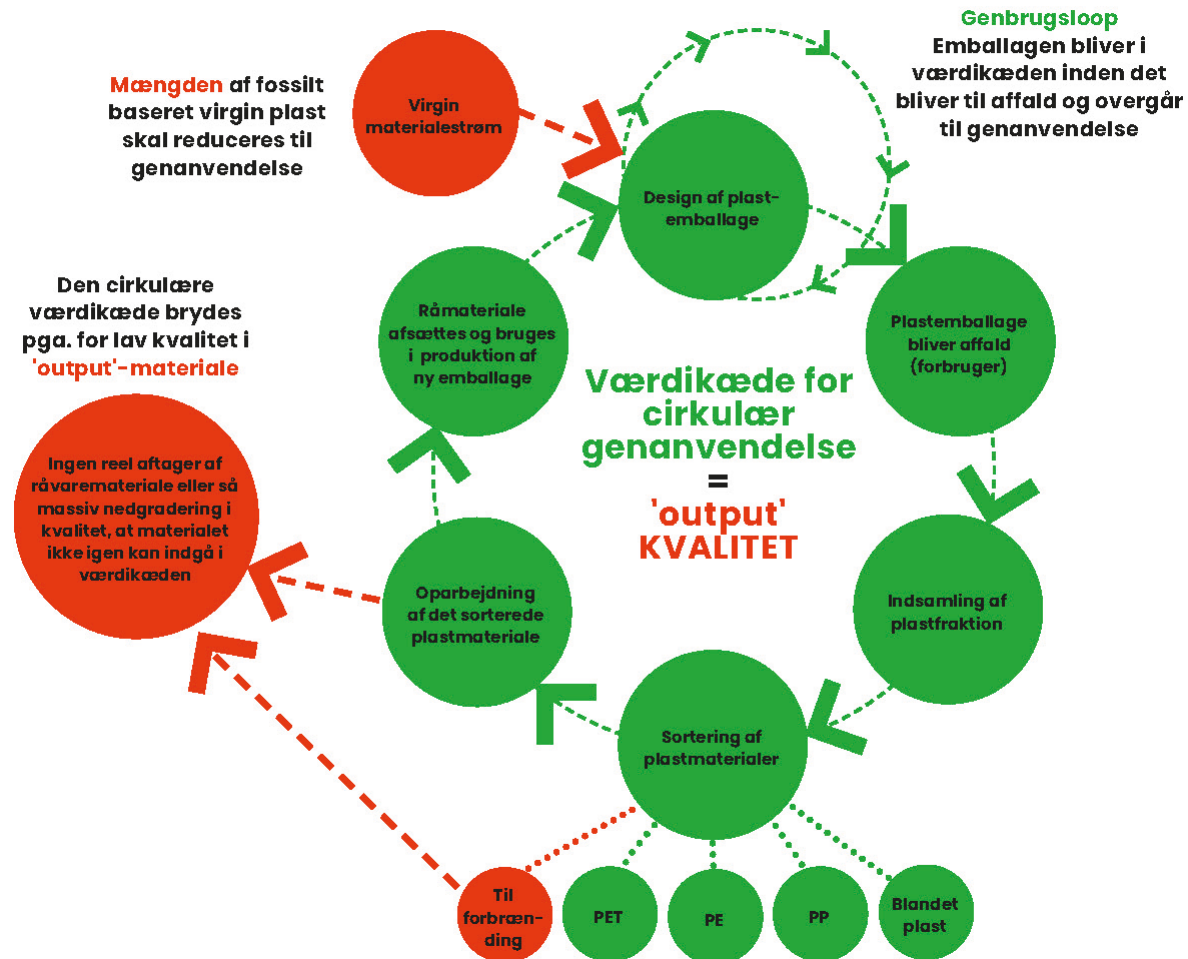 Mængden af fossilt
baseret virgin plast
skal reduceres til
genanvendelse
Virgin
materialestrøm
Genbrugsloop
Emballagen bliver i
værdikæden inden det
bliver til affald og overgår
til genanvendelse
Design af plast-
emballage
Den cirkulære
værdikæde brydes
pga. for lav kvalitet i
'output'-materiale
Råmateriale
afsættes og bruges
i produktion af
ny emballage
Plastemballage
bliver affald
(forbruger)
Værdikæde for
cirkulær
genanvendelse
=
'output'
KVALITET
Ingen reel aftager af
råvaremateriale eller så
massiv nedgradering i
kvalitet, at materialet
ikke igen kan indgå i
værdikæden
Oparbejdning
af det sorterede
plastmateriale
Indsamling af
plastfraktion
Sortering af
plastmaterialer
Til
forbræn-
ding
PET
PE
PP
Blandet
plast